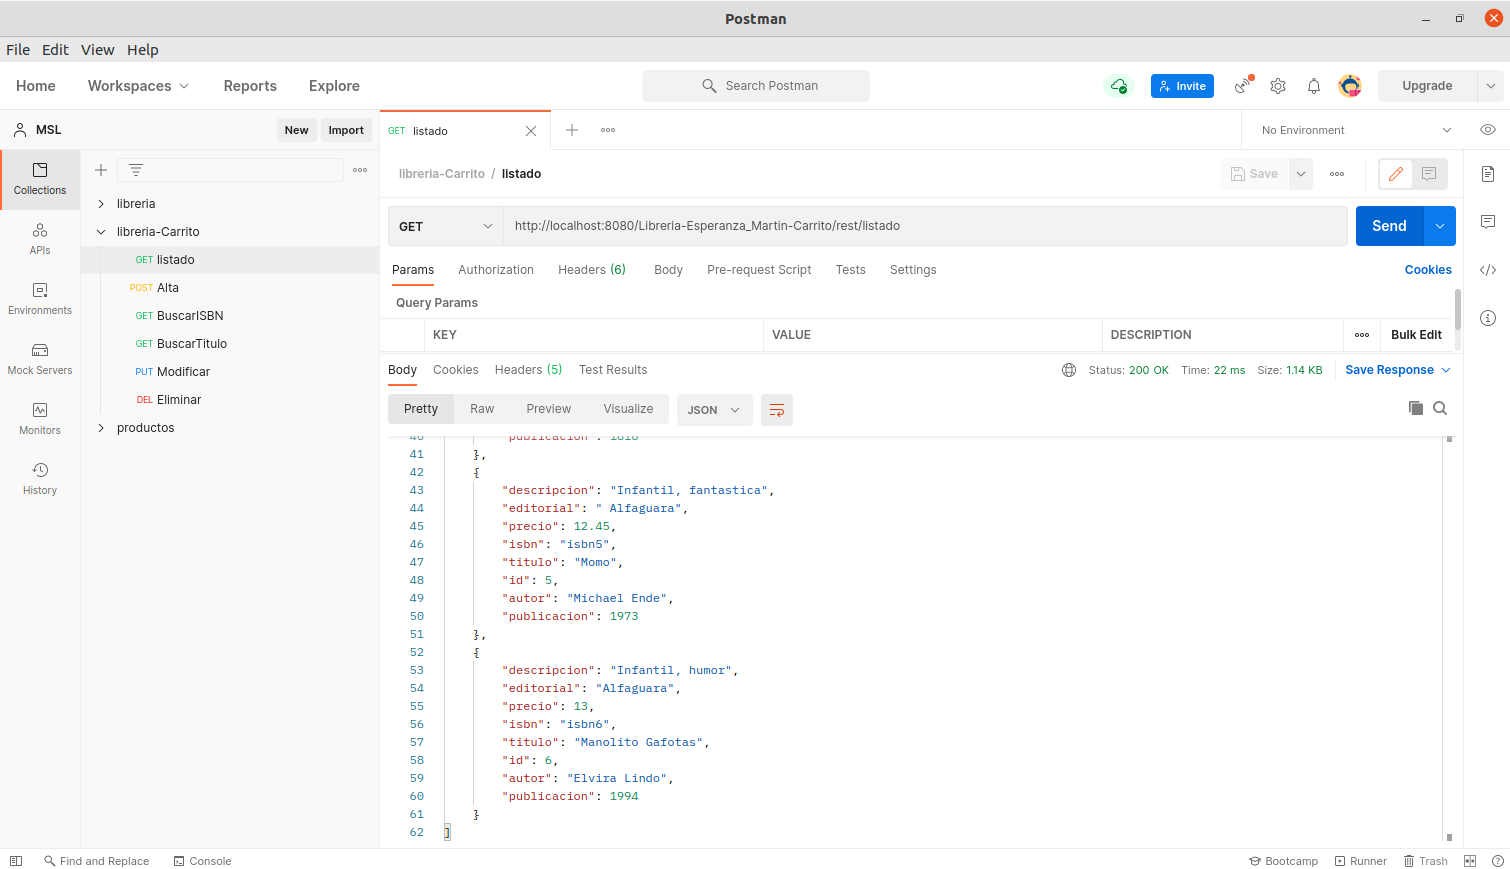 Postman
File Edit View Help
Home Workspaces Reports Explore Search Postman Invite Upgrade
MSL New Import GET listado No Environment
libreria-Carrito / listado Save
Collections
APIs
Environments
Mock Servers
Monitors
History
libreria
libreria-Carrito
GET listado
POST Alta
GET BuscarISBN
GET BuscarTitulo
PUT Modificar
DEL Eliminar
productos
GET http://localhost:8080/Libreria-Esperanza_Martin-Carrito/rest/listado Send
Params Authorization Headers (6) Body Pre-request Script Tests Settings Cookies
Query Params
KEY VALUE DESCRIPTION Bulk Edit
Body Cookies Headers (5) Test Results Status: 200 OK Time: 22 ms Size: 1.14 KB Save Response
Pretty Raw Preview Visualize JSON
40 "publicacion": 1818
41 },
42 {
43 "descripcion": "Infantil, fantastica",
44 "editorial": " Alfaguara",
45 "precio": 12.45,
46 "isbn": "isbn5",
47 "titulo": "Momo",
48 "id": 5,
49 "autor": "Michael Ende",
50 "publicacion": 1973
51 },
52 {
53 "descripcion": "Infantil, humor",
54 "editorial": "Alfaguara",
55 "precio": 13,
56 "isbn": "isbn6",
57 "titulo": "Manolito Gafotas",
58 "id": 6,
59 "autor": "Elvira Lindo",
60 "publicacion": 1994
61 }
62 ]
Find and Replace Console Bootcamp Runner Trash